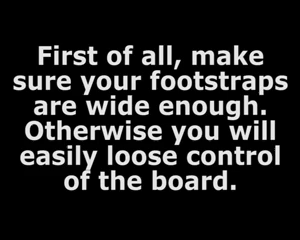 First of all, make
sure your footstraps
are wide enough.
Otherwise you will
easily loose control
of the board.